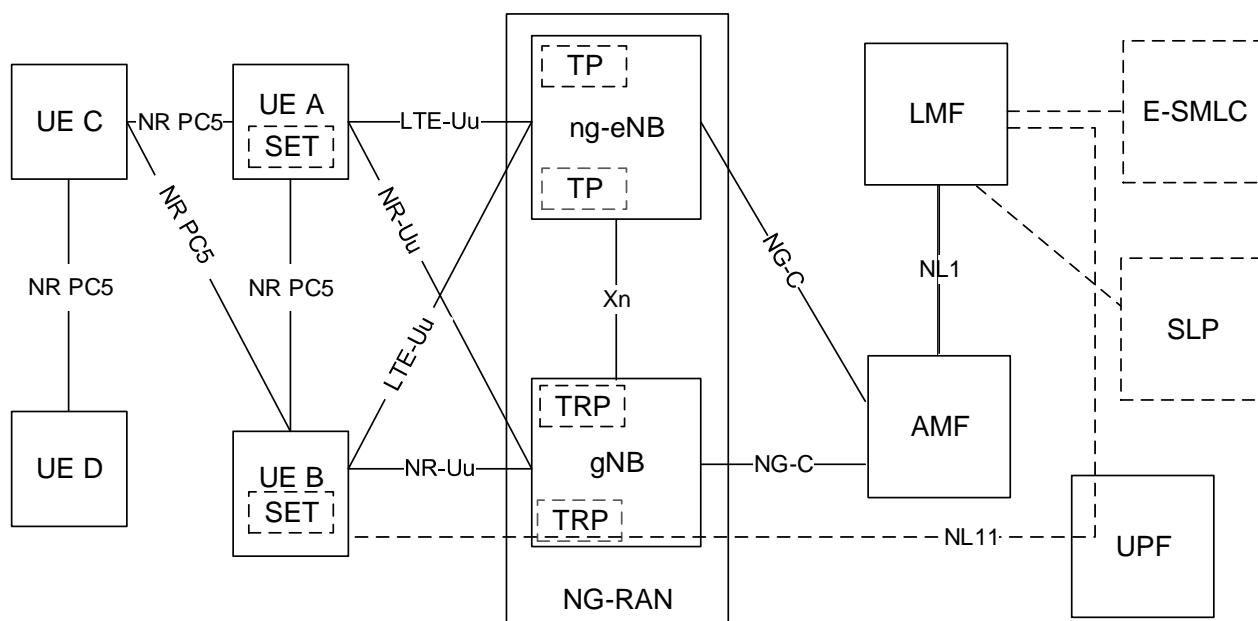 TP
UE C
NR PC5
UE A
SET
LTE-Uu
ng-eNB
TP
LMF
E-SMLC
NR PC5
NR-Uu
NG-C
NL1
NR PC5
NR PC5
Xn
SLP
LTE-Uu
TRP
AMF
UE D
UE B
SET
NR-Uu
gNB
NG-C
TRP
NL11
UPF
NG-RAN